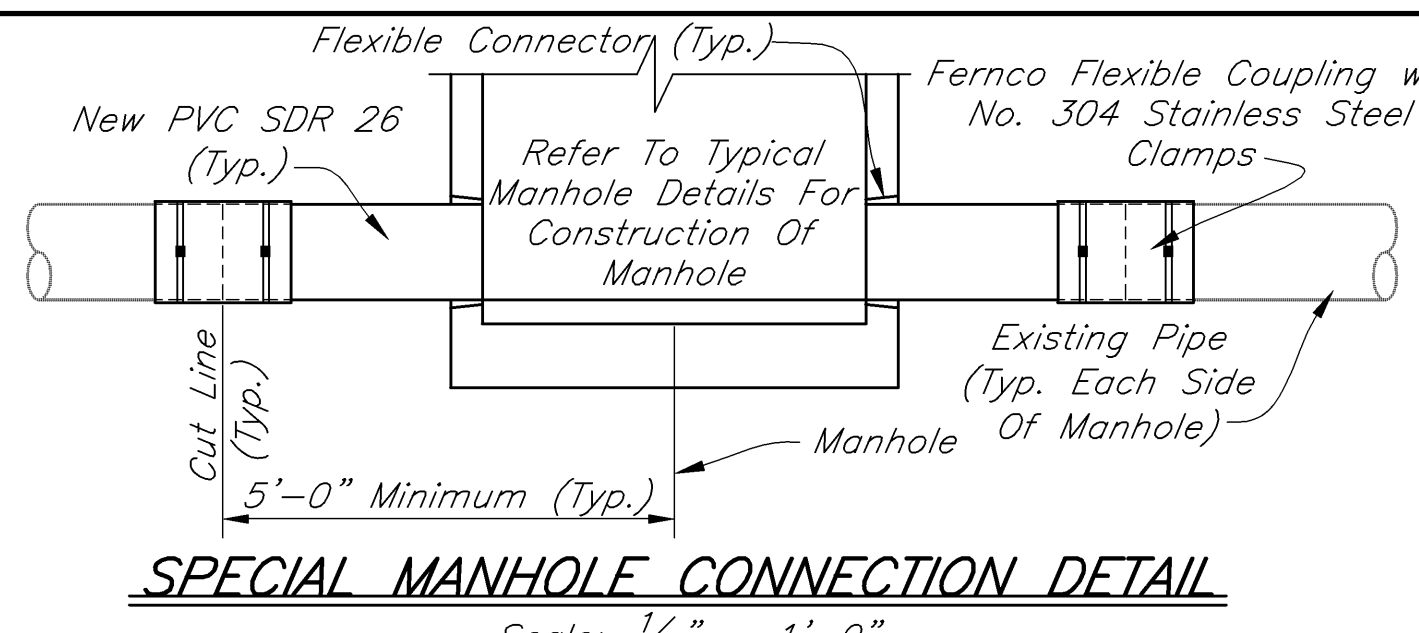 Flexible Connector (Typ.)
Fernco Flexible Coupling w
No. 304 Stainless Steel
Clamps
New PVC SDR 26
(Typ.)
Refer To Typical
Manhole Details For
Construction Of
Manhole
Existing Pipe
(Typ. Each Side
Of Manhole)
Cut Line
(Typ.)
Manhole
5'-0" Minimum (Typ.)
SPECIAL MANHOLE CONNECTION DETAIL
1'-0"